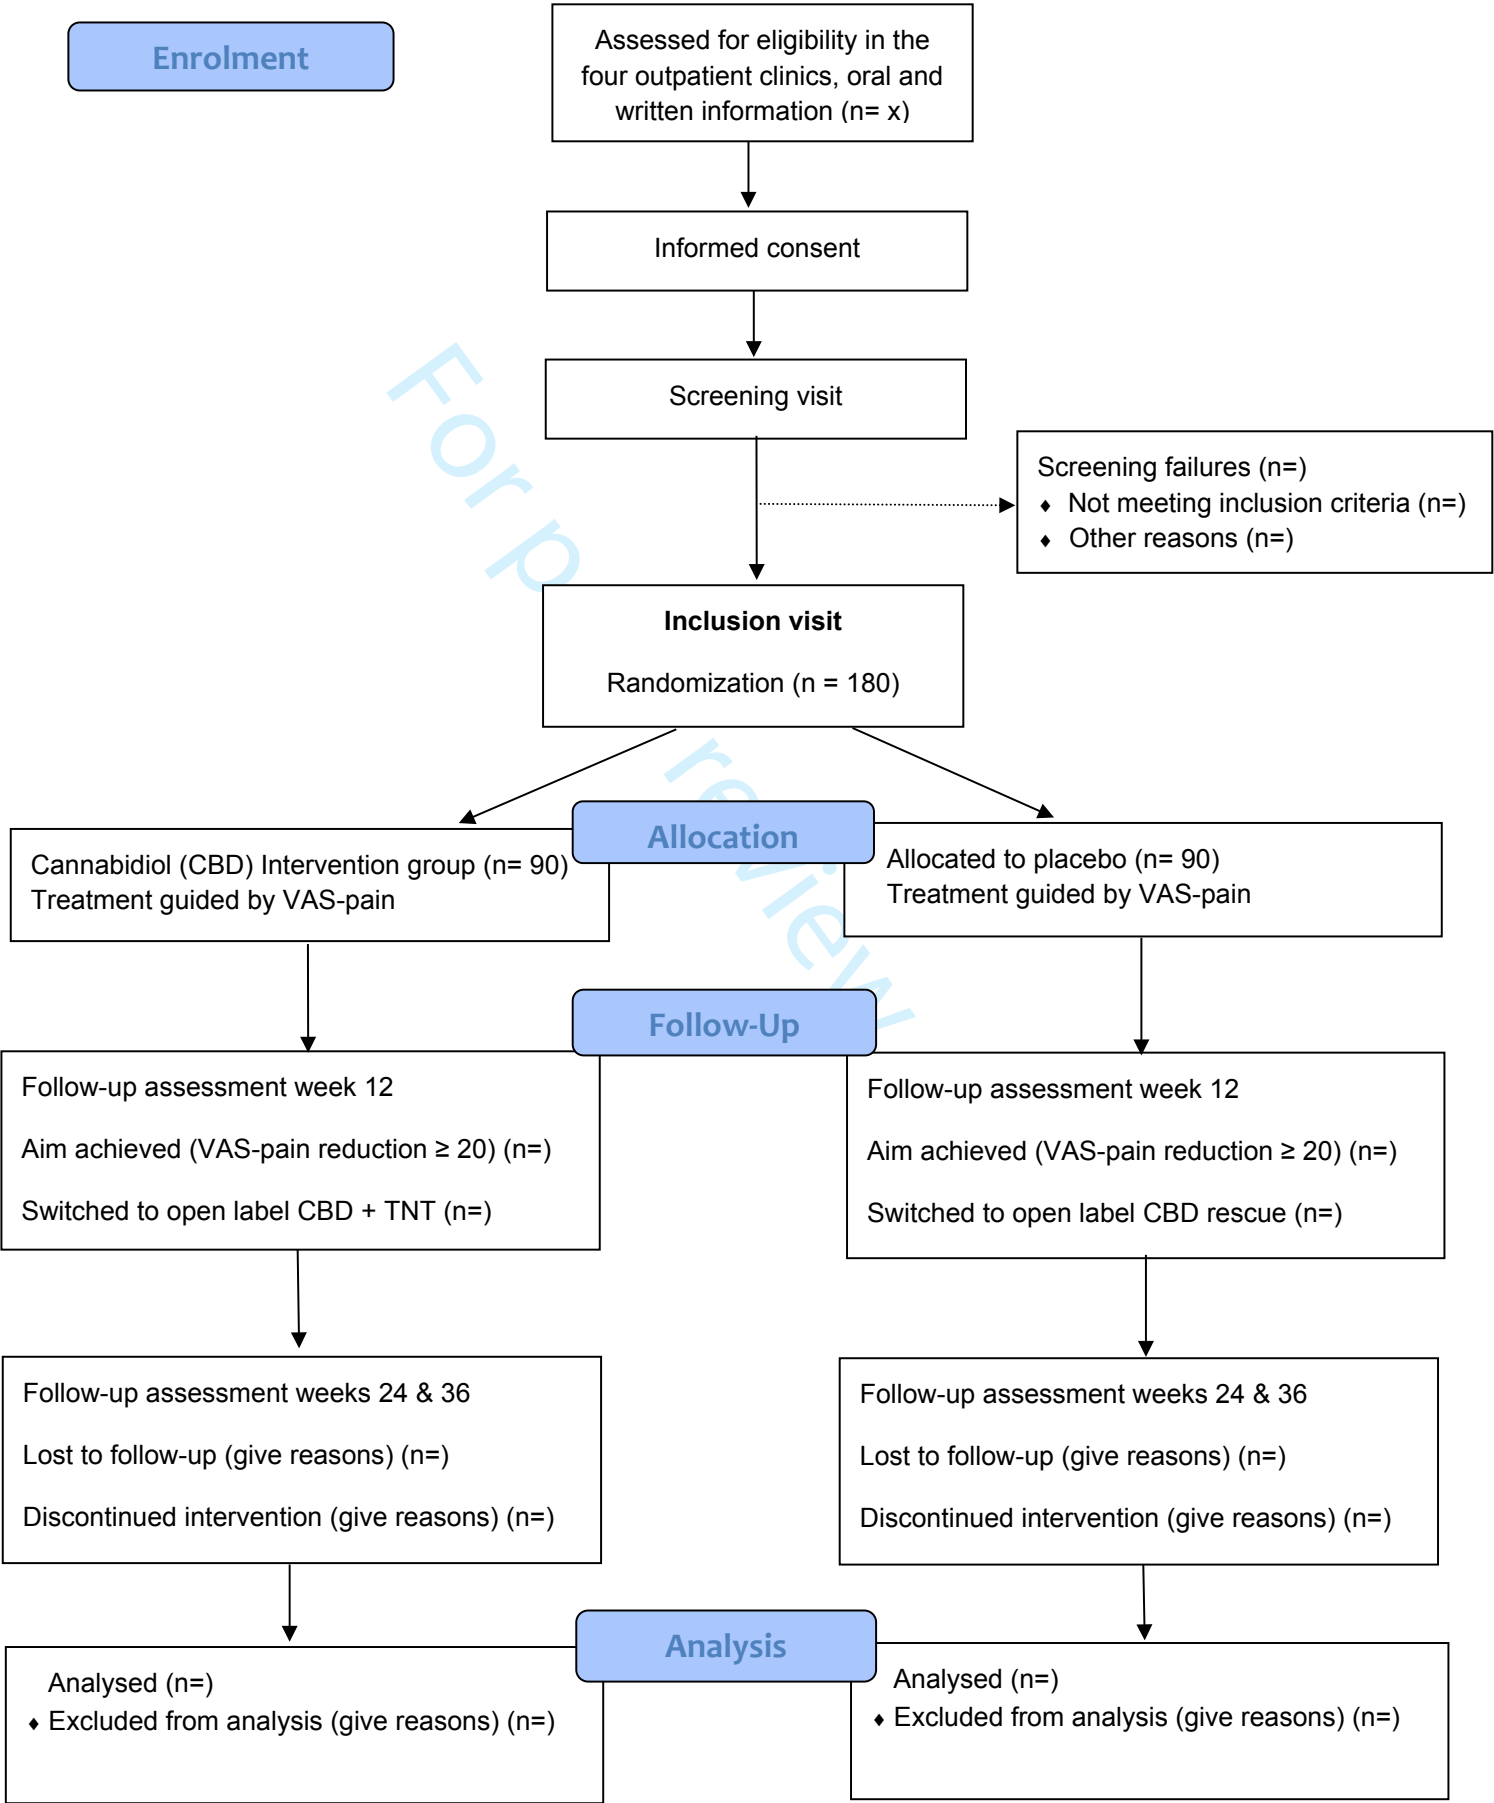 Enrolment
Assessed for eligibility in the
four outpatient clinics, oral and
written information (n= x)
Informed consent
Screening visit
Screening failures (n=)
♦ Not meeting inclusion criteria (n=)
♦ Other reasons (n=)
Inclusion visit
Randomization (n = 180)
Allocation
Cannabidiol (CBD) Intervention group (n= 90)
Treatment guided by VAS-pain
Allocated to placebo (n= 90)
Treatment guided by VAS-pain
Follow-Up
Follow-up assessment week 12
Aim achieved (VAS-pain reduction ≥ 20) (n=)
Switched to open label CBD + TNT (n=)
Follow-up assessment week 12
Aim achieved (VAS-pain reduction ≥ 20) (n=)
Switched to open label CBD rescue (n=)
Follow-up assessment weeks 24 & 36
Lost to follow-up (give reasons) (n=)
Discontinued intervention (give reasons) (n=)
Follow-up assessment weeks 24 & 36
Lost to follow-up (give reasons) (n=)
Discontinued intervention (give reasons) (n=)
Analysis
Analysed (n=)
♦ Excluded from analysis (give reasons) (n=)
Analysed (n=)
♦ Excluded from analysis (give reasons) (n=)
For p review